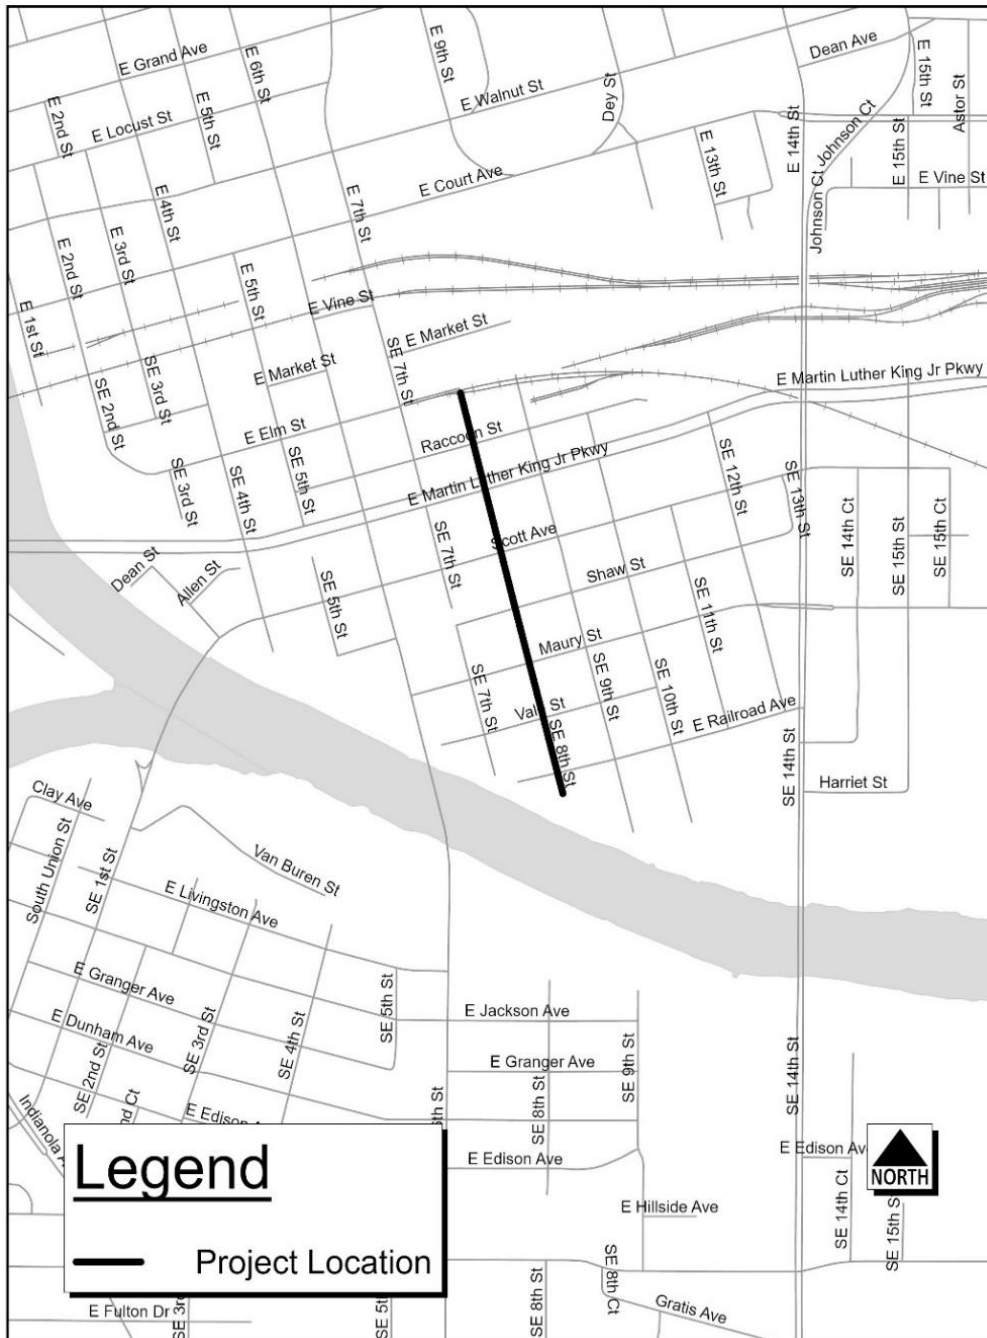 E Grand Ave
E 6th St
E 9th St
Dean Ave
E 15th St
Astor St
E 2nd St
E Locust St
E 5th St
E Walnut St
Dey St
E 14th St
Johnson Ct
E 15th St
E 13th St
E Court Ave
E Vine St
E 4th St
E 7th St
Johnson Ct
E 3rd St
E 2nd St
E 5th St
E 1st St
E Vine St
E Market St
E Market St
SE 7th St
SE 3rd St
SE 2nd St
E Martin Luther King Jr Pkwy
E Elm St
Raccoon St
SE 5th St
SE 3rd St
SE 4th St
E Martin Luther King Jr Pkwy
SE 12th St
SE 13th St
SE 14th Ct
SE 15th St
SE 15th Ct
Scott Ave
SE 7th St
Dean St
Allen St
SE 5th St
Shaw St
SE 11th St
Maury St
SE 7th St
SE 9th St
SE 10th St
Vale St
SE 8th St
E Railroad Ave
SE 14th St
Harriet St
Clay Ave
South Union St
SE 1st St
Van Buren St
E Livingston Ave
E Granger Ave
SE 5th St
E Jackson Ave
E Dunham Ave
SE 3rd St
SE 4th St
E Granger Ave
SE 9th St
SE 14th St
SE 2nd St
SE 8th St
nd Ct
E Edison A
Indianola A
6th St
E Edison Ave
E Edison Av
NORTH
SE 14th Ct
SE 15th S
E Hillside Ave
Legend
Project Location
SE 8th Ct
SE 8th St
Gratis Ave
E Fulton Dr
SE 3r
SE 5t